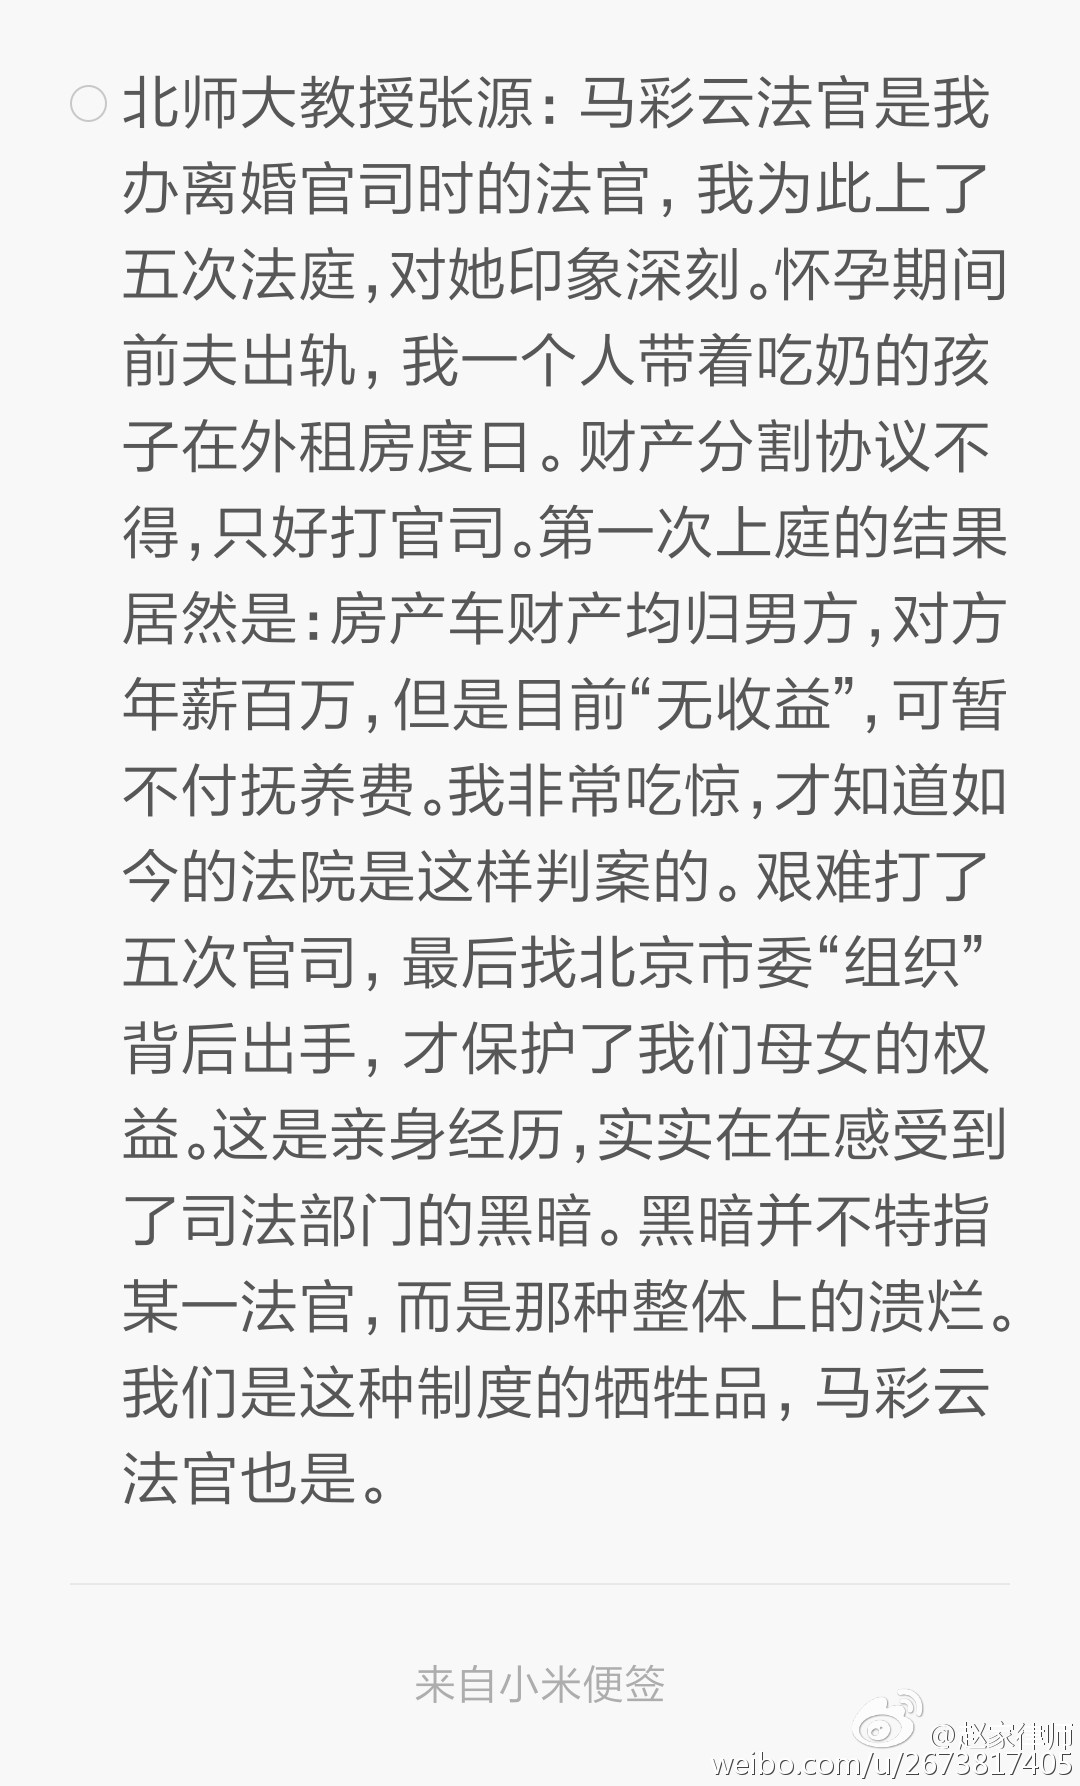 北师大教授张源：马彩云法官是我
办离婚官司时的法官，我为此上了
五次法庭，对她印象深刻。怀孕期间
前夫出轨，我一个人带着吃奶的孩
子在外租房度日。财产分割协议不
得，只好打官司。第一次上庭的结果
居然是：房产车财产均归男方，对方
年薪百万，但是目前“无收益”，可暂
不付抚养费。我非常吃惊，才知道如
今的法院是这样判案的。艰难打了
五次官司，最后找北京市委“组织”
背后出手，才保护了我们母女的权
益。这是亲身经历，实实在在感受到
了司法部门的黑暗。黑暗并不特指
某一法官，而是那种整体上的溃烂。
我们是这种制度的牺牲品，马彩云
法官也是。
来自小米便签
@赵家律师
weibo.com/u/2673817405